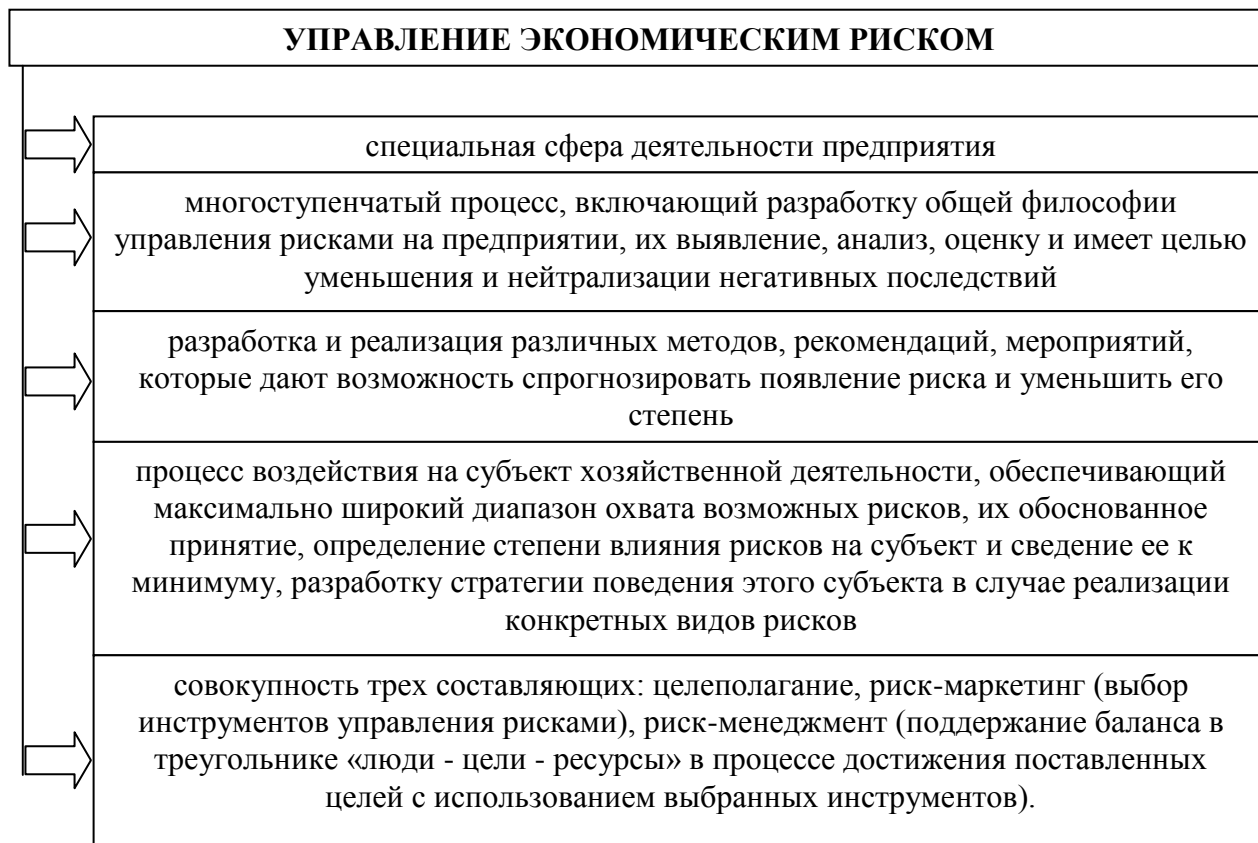 УПРАВЛЕНИЕ ЭКОНОМИЧЕСКИМ РИСКОМ
специальная сфера деятельности предприятия
многоступенчатый процесс, включающий разработку общей философии
управления рисками на предприятии, их выявление, анализ, оценку и имеет целью
уменьшения и нейтрализации негативных последствий
разработка и реализация различных методов, рекомендаций, мероприятий,
которые дают возможность спрогнозировать появление риска и уменьшить его
степень
процесс воздействия на субъект хозяйственной деятельности, обеспечивающий
максимально широкий диапазон охвата возможных рисков, их обоснованное
принятие, определение степени влияния рисков на субъект и сведение ее к
минимуму, разработку стратегии поведения этого субъекта в случае реализации
конкретных видов рисков
совокупность трех составляющих: целеполагание, риск-маркетинг (выбор
инструментов управления рисками), риск-менеджмент (поддержание баланса в
треугольнике «люди - цели - ресурсы» в процессе достижения поставленных
целей с использованием выбранных инструментов).